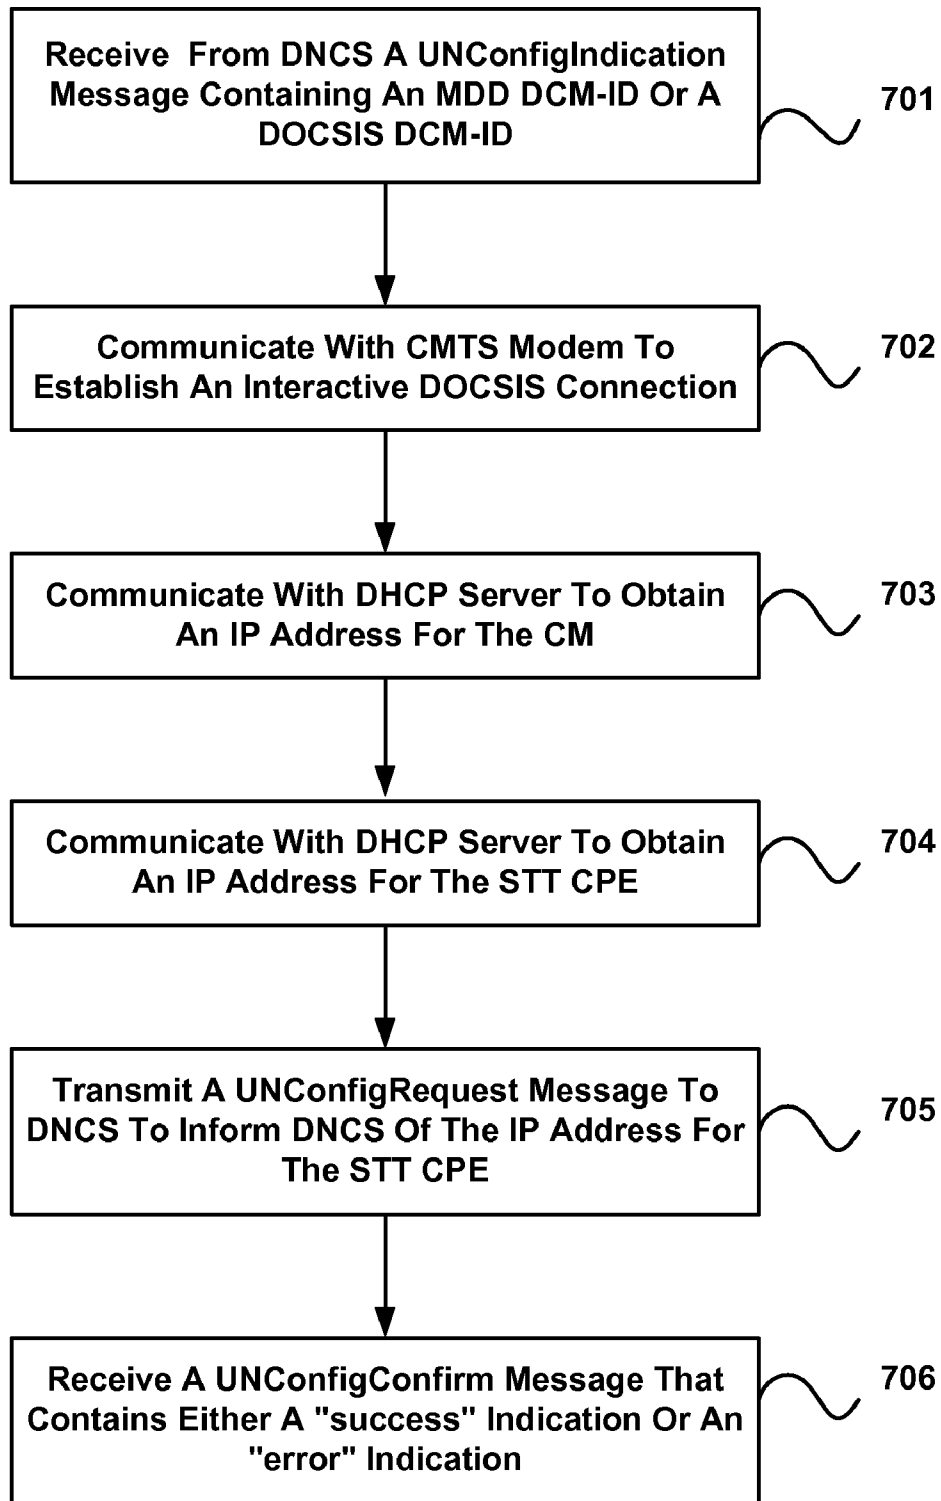 Receive From DNCS A UNConfigIndication
Message Containing An MDD DCM-ID Or A
DOCSIS DCM-ID
701
Communicate With CMTS Modem To
Establish An Interactive DOCSIS Connection
702
Communicate With DHCP Server To Obtain
An IP Address For The CM
703
Communicate With DHCP Server To Obtain
An IP Address For The STT CPE
704
Transmit A UNConfigRequest Message To
DNCS To Inform DNCS Of The IP Address For
The STT CPE
705
Receive A UNConfigConfirm Message That
Contains Either A "success" Indication Or An
"error" Indication
706